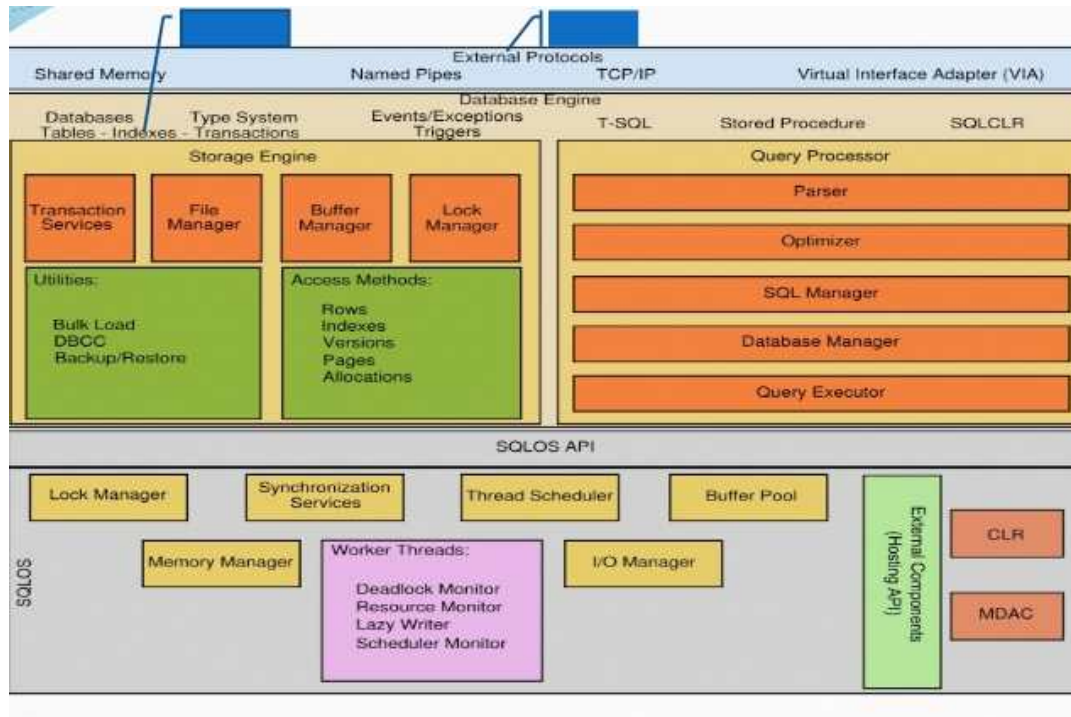 External Protocols
Shared Memory
Named Pipes
TCP/IP
Virtual Interface Adapter (VIA)
Database Engine
Databases
Type System
Tables - Indexes - Transactions
Events/Exceptions
Triggers
T-SQL
Stored Procedure
SQLCLR
Storage Engine
Transaction
Services
File
Manager
Buffer
Manager
Lock
Manager
Utilities:
Bulk Load
DBCC
Backup/Restore
Access Methods:
Rows
Indexes
Versions
Pages
Allocations
Query Processor
Parser
Optimizer
SQL Manager
Database Manager
Query Executor
SQLOS API
SQLOS
Lock Manager
Synchronization
Services
Thread Scheduler
Buffer Pool
Memory Manager
Worker Threads:
Deadlock Monitor
Resource Monitor
Lazy Writer
Scheduler Monitor
I/O Manager
External Components
(Hosting API)
CLR
MDAC